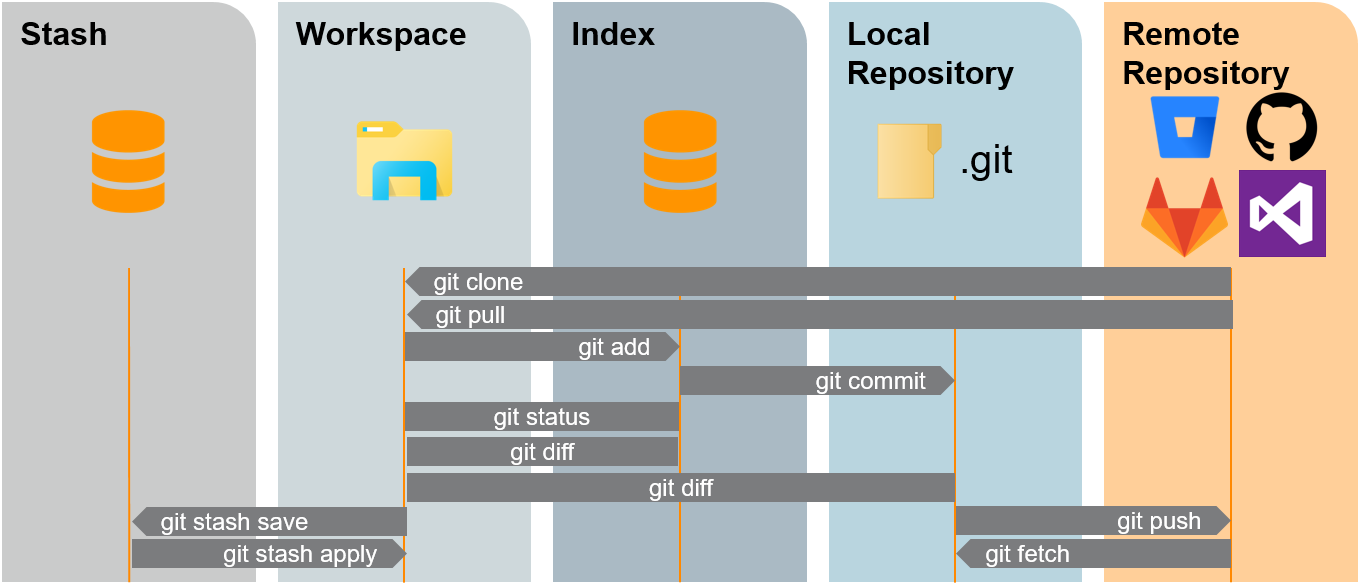 Stash
Workspace
Index
Local
Repository
Remote
Repository
.git
git clone
git pull
git add
git commit
git status
git diff
git diff
git stash save
git push
git stash apply
git fetch